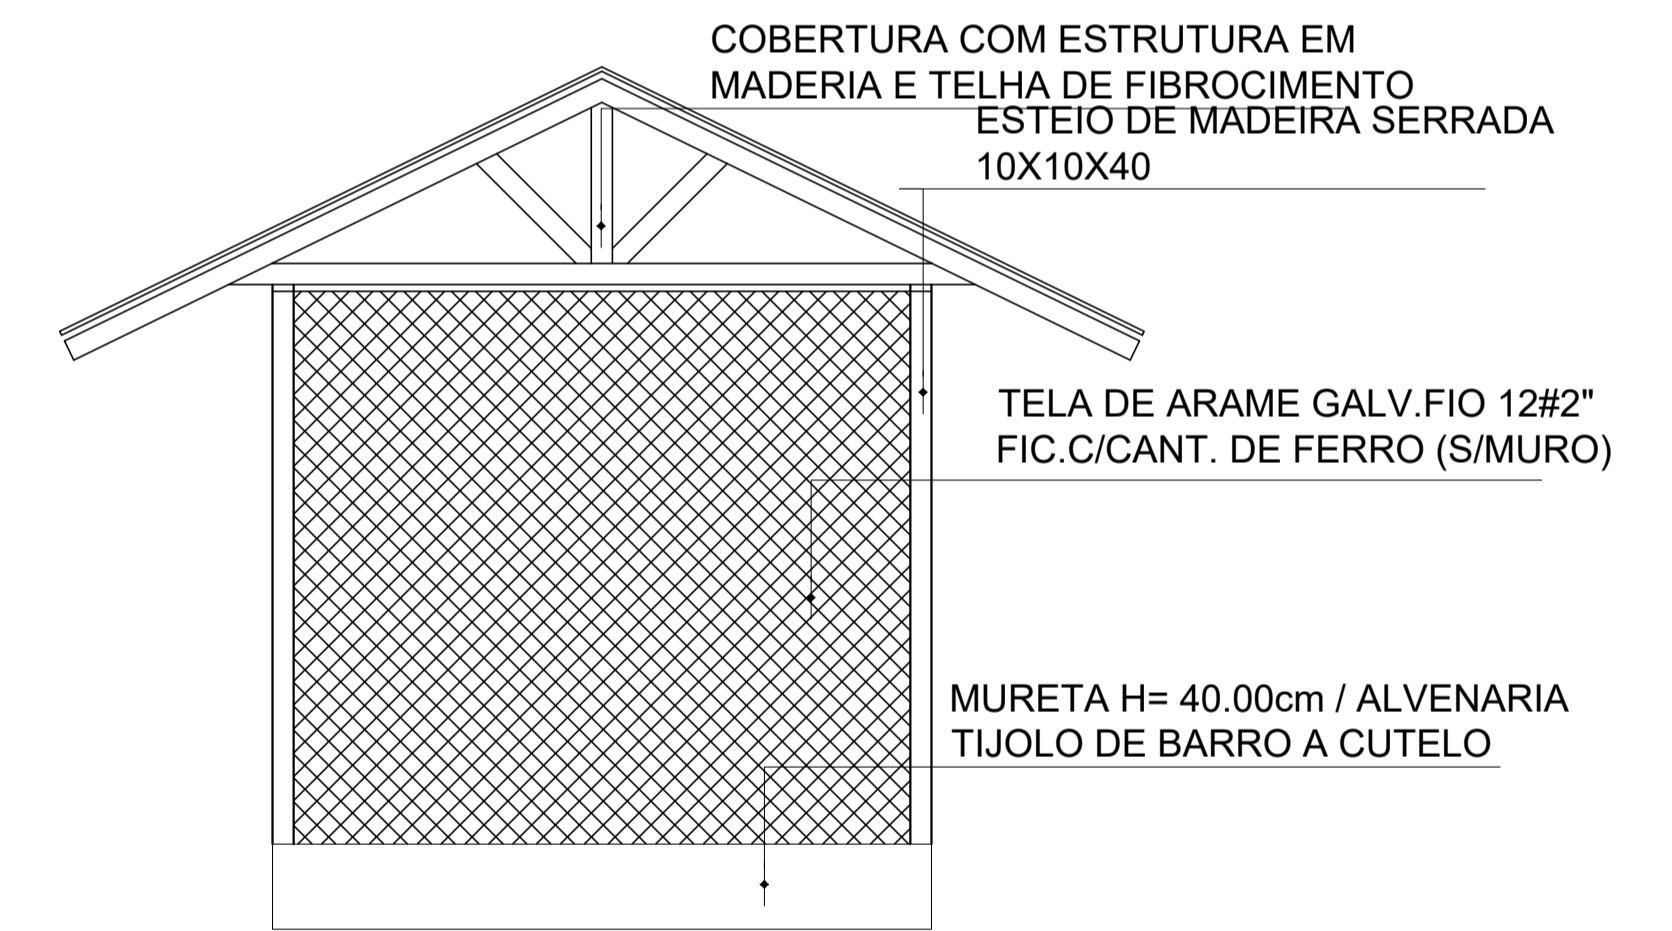 COBERTURA COM ESTRUTURA EM
MADERIA E TELHA DE FIBROCIMENTO
ESTEIO DE MADEIRA SERRADA
10X10X40
TELA DE ARAME GALV.FIO 12#2"
FIC.C/CANT. DE FERRO (S/MURO)
MURETA H= 40.00cm / ALVENARIA
TIJOLO DE BARRO A CUTELO